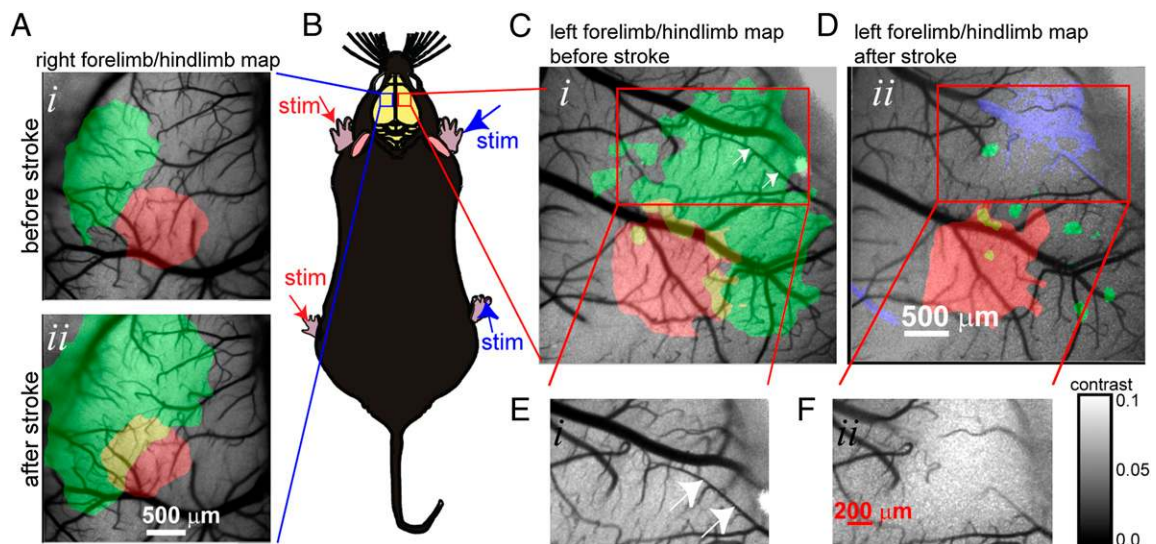 A
right forelimb/hindlimb map
before stroke
i
after stroke
ii
500 μm
B
stim
stim
stim
stim
C
left forelimb/hindlimb map
before stroke
i
D
left forelimb/hindlimb map
after stroke
ii
500 μm
E
i
F
ii
200 μm
contrast
0.1
0.05
0.0